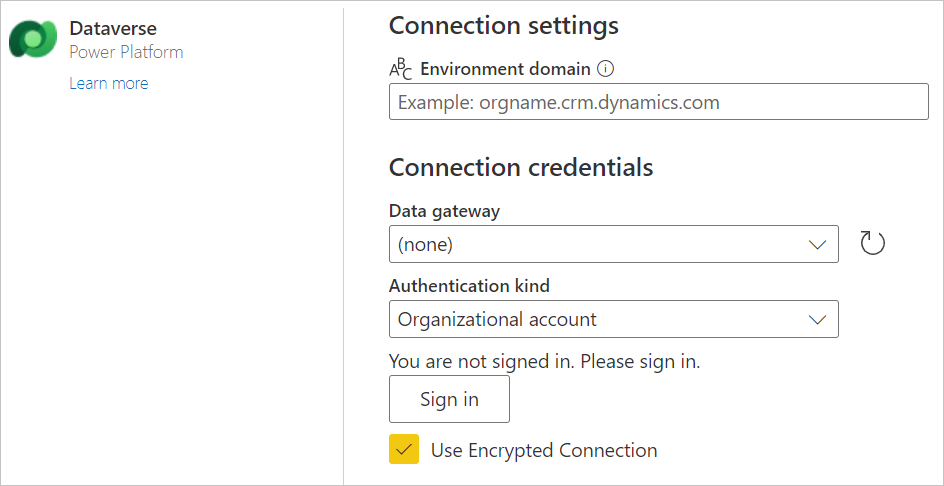 Dataverse
Power Platform
Learn more
Connection settings
ABC Environment domain
Example: orgname.crm.dynamics.com
Connection credentials
Data gateway
(none)
Authentication kind
Organizational account
You are not signed in. Please sign in.
Sign in
Use Encrypted Connection